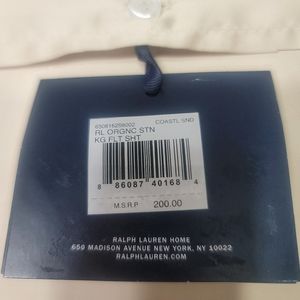 650816298002 COASTL SND
RL ORGNC STN
KG FLT SHT
8 86087 40168 4
M.S.R.P 200.00
RALPH LAUREN HOME
650 MADISON AVENUE NEW YORK, NY 10022
RALPHLAUREN.COM